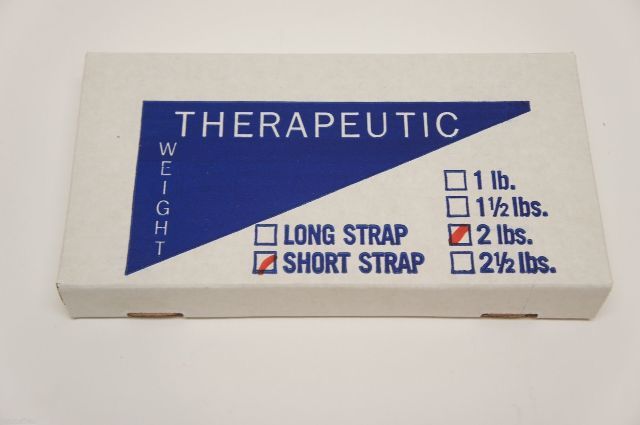 THERAPEUTIC
WEIGHT
1 lb.
1½ lbs.
LONG STRAP
2 lbs.
SHORT STRAP
2½ lbs.